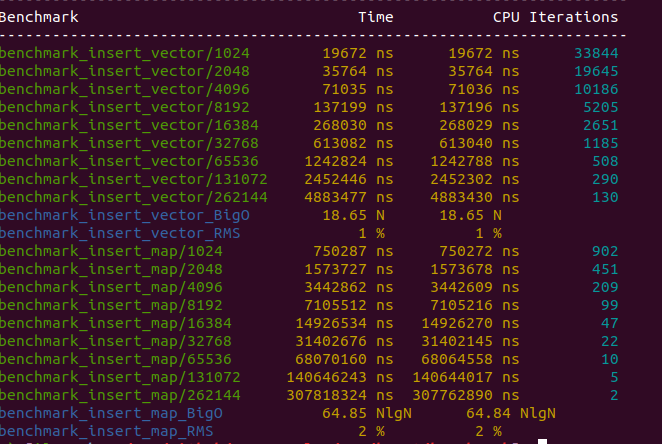 Benchmark Time CPU Iterations
---------------------------------------------------------------------
benchmark_insert_vector/1024 19672 ns 19672 ns 33844
benchmark_insert_vector/2048 35764 ns 35764 ns 19645
benchmark_insert_vector/4096 71035 ns 71036 ns 10186
benchmark_insert_vector/8192 137199 ns 137196 ns 5205
benchmark_insert_vector/16384 268030 ns 268029 ns 2651
benchmark_insert_vector/32768 613082 ns 613040 ns 1185
benchmark_insert_vector/65536 1242824 ns 1242788 ns 508
benchmark_insert_vector/131072 2452446 ns 2452302 ns 290
benchmark_insert_vector/262144 4883477 ns 4883430 ns 130
benchmark_insert_vector_BigO 18.65 N 18.65 N
benchmark_insert_vector_RMS 1 % 1 %
benchmark_insert_map/1024 750287 ns 750272 ns 902
benchmark_insert_map/2048 1573727 ns 1573678 ns 451
benchmark_insert_map/4096 3442862 ns 3442609 ns 209
benchmark_insert_map/8192 7105512 ns 7105216 ns 99
benchmark_insert_map/16384 14926534 ns 14926270 ns 47
benchmark_insert_map/32768 31402676 ns 31402145 ns 22
benchmark_insert_map/65536 68070160 ns 68064558 ns 10
benchmark_insert_map/131072 140646243 ns 140644017 ns 5
benchmark_insert_map/262144 307818324 ns 307762890 ns 2
benchmark_insert_map_BigO 64.85 NlgN 64.84 NlgN
benchmark_insert_map_RMS 2 % 2 %